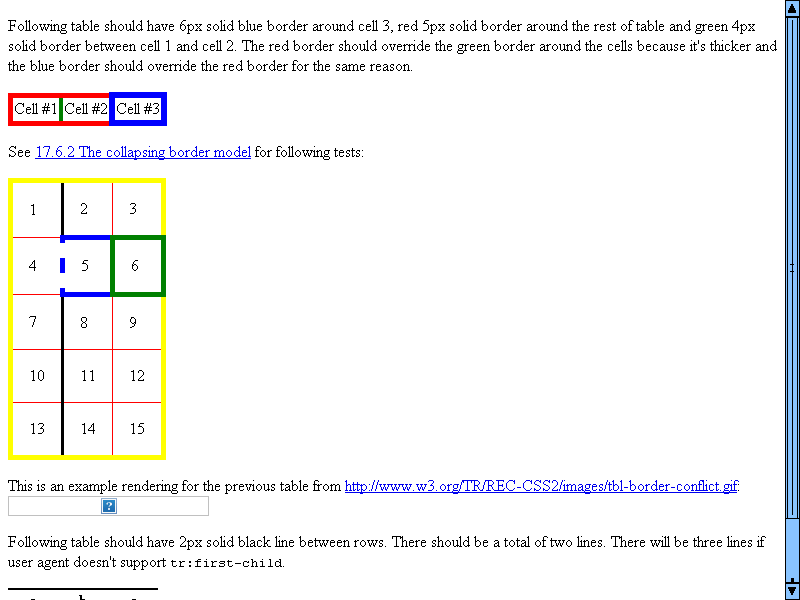 Following table should have 6px solid blue border around cell 3, red 5px solid border around the rest of table and green 4px
solid border between cell 1 and cell 2. The red border should override the green border around the cells because it's thicker and
the blue border should override the red border for the same reason.
Cell #1 Cell #2 Cell #3
See 17.6.2 The collapsing border model for following tests:
1 2 3
4 5 6
7 8 9
10 11 12
13 14 15
This is an example rendering for the previous table from http://www.w3.org/TR/REC-CSS2/images/tbl-border-conflict.gif:
?
Following table should have 2px solid black line between rows. There should be a total of two lines. There will be three lines if
user agent doesn't support tr:first-child.